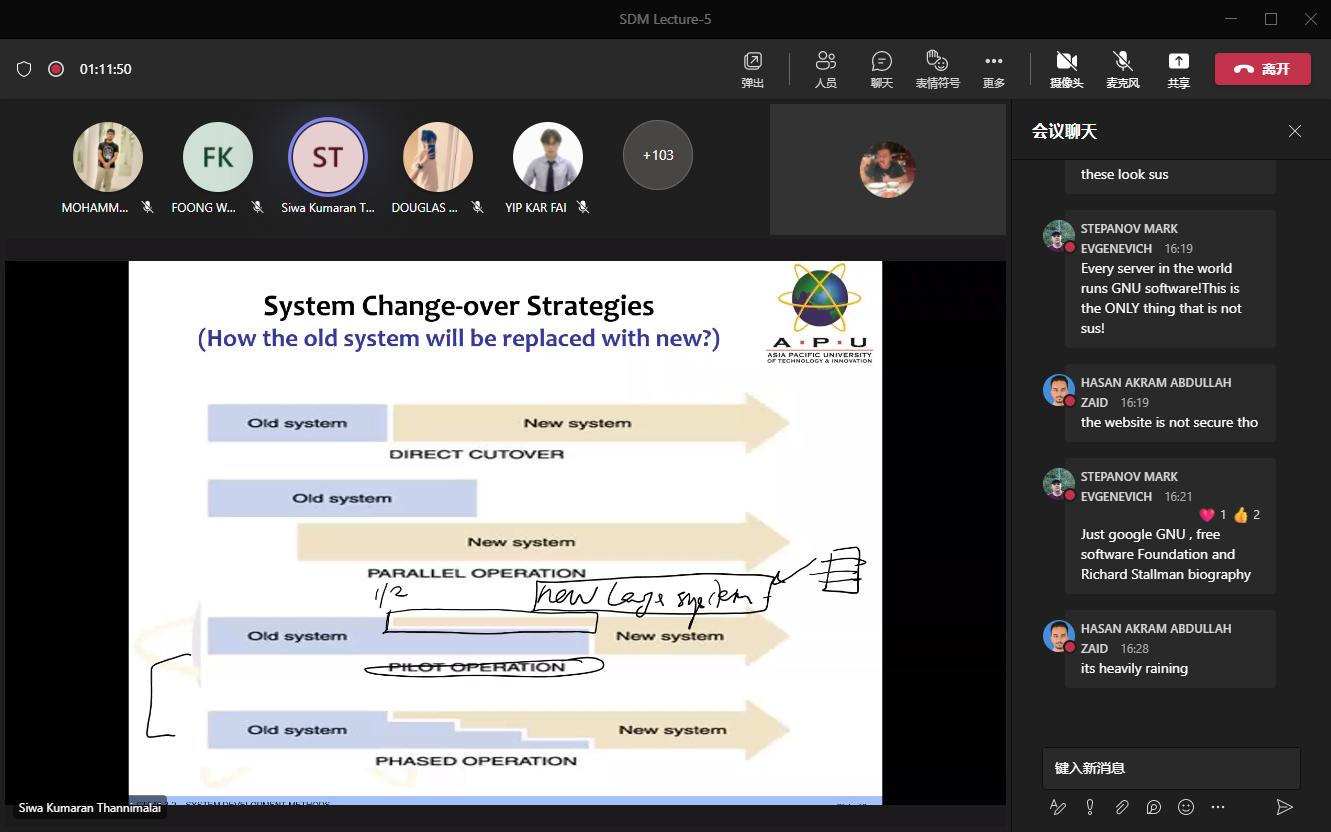 SDM Lecture-5
01:11:50
弹出
人员
聊天
表情符号
更多
摄像头
麦克风
共享
离开
FK
ST
+103
MOHAMM...
FOONG W...
Siwa Kumaran T...
DOUGLAS ...
YIP KAR FAI
System Change-over Strategies
(How the old system will be replaced with new?)
A·P·U
ASIA PACIFIC UNIVERSITY
OF TECHNOLOGY & INNOVATION
Old system
New system
DIRECT CUTOVER
Old system
New system
PARALLEL OPERATION
1/2
new
system
Old system
New system
PILOT OPERATION
Old system
New system
PHASED OPERATION
SYSTEM DEVELOPMENT METHODS
Siwa Kumaran Thannimalai
会议聊天
these look sus
STEPANOV MARK
EVGENEVICH 16:19
Every server in the world
runs GNU software!This is
the ONLY thing that is not
sus!
HASAN AKRAM ABDULLAH
ZAID 16:19
the website is not secure tho
STEPANOV MARK
EVGENEVICH 16:21
1 2
Just google GNU , free
software Foundation and
Richard Stallman biography
HASAN AKRAM ABDULLAH
ZAID 16:28
its heavily raining
键入新消息